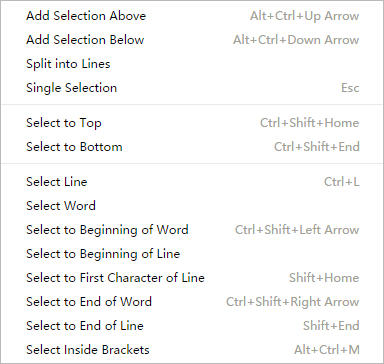 Add Selection Above Alt+Ctrl+Up Arrow
Add Selection Below Alt+Ctrl+Down Arrow
Split into Lines
Single Selection Esc
Select to Top Ctrl+Shift+Home
Select to Bottom Ctrl+Shift+End
Select Line Ctrl+L
Select Word
Select to Beginning of Word Ctrl+Shift+Left Arrow
Select to Beginning of Line
Select to First Character of Line Shift+Home
Select to End of Word Ctrl+Shift+Right Arrow
Select to End of Line Shift+End
Select Inside Brackets Alt+Ctrl+M